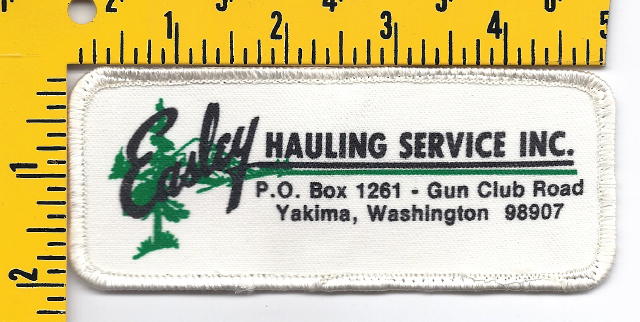 1 2 3 4 5
1
2
Easley HAULING SERVICE INC.
P.O. Box 1261 - Gun Club Road
Yakima, Washington 98907